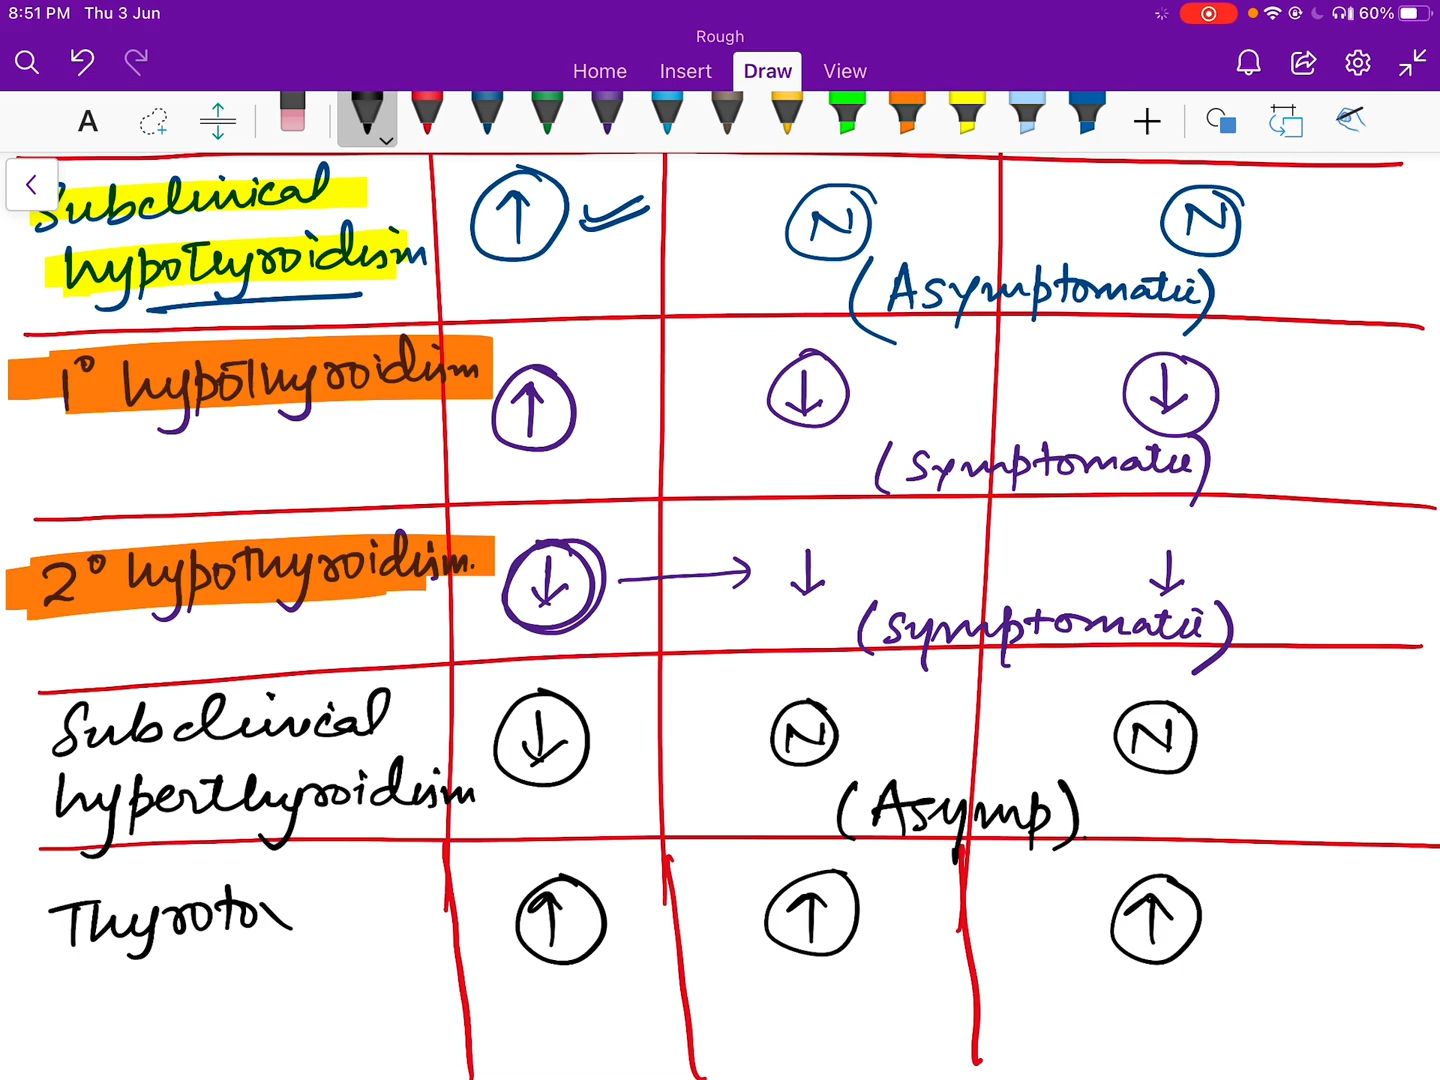 8:51 PM Thu 3 Jun 60%
Rough
Home Insert Draw View
A
Subclinical ↑ N N
hypothyroidism
(Asymptomatic)
1° hypothyroidism ↑ ↓ ↓
(Symptomatic)
2° hypothyroidism. ↓ → ↓ ↓
(Symptomatic)
Subclinical ↓ N N
hyperthyroidism
(Asymp)
Thyroto ↑ ↑ ↑